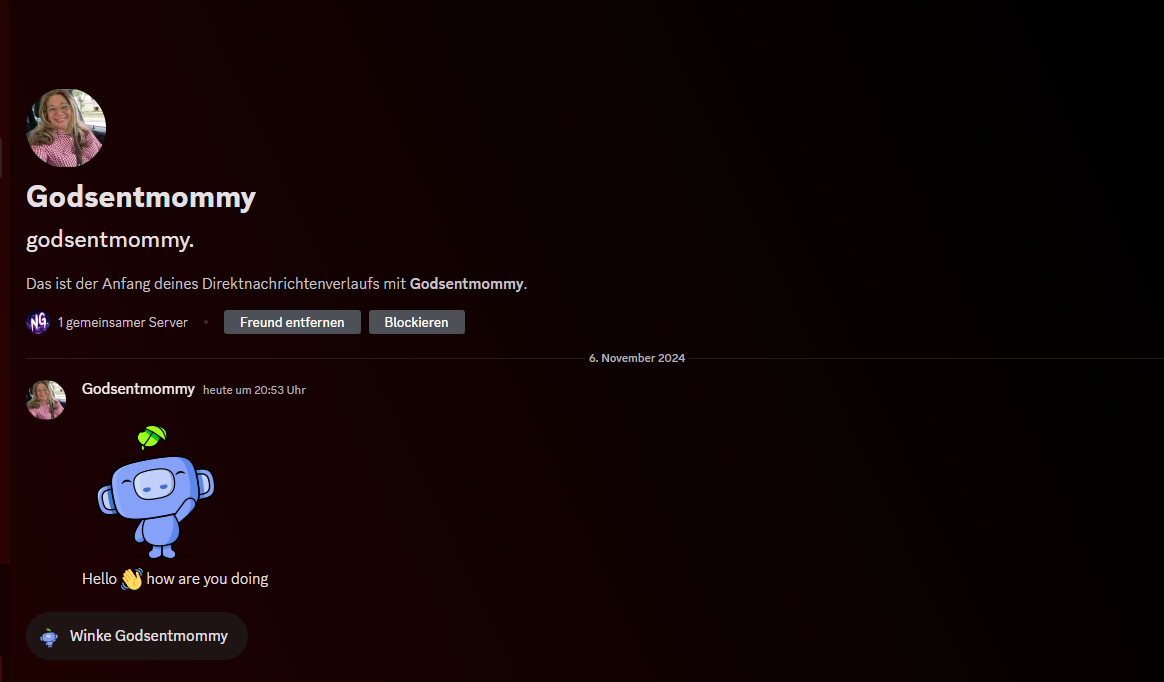 Godsentmommy
godsentmommy.
Das ist der Anfang deines Direktnachrichtenverlaufs mit Godsentmommy.
NG 1 gemeinsamer Server • Freund entfernen Blockieren
6. November 2024
Godsentmommy heute um 20:53 Uhr
Hello 👋 how are you doing
Winke Godsentmommy